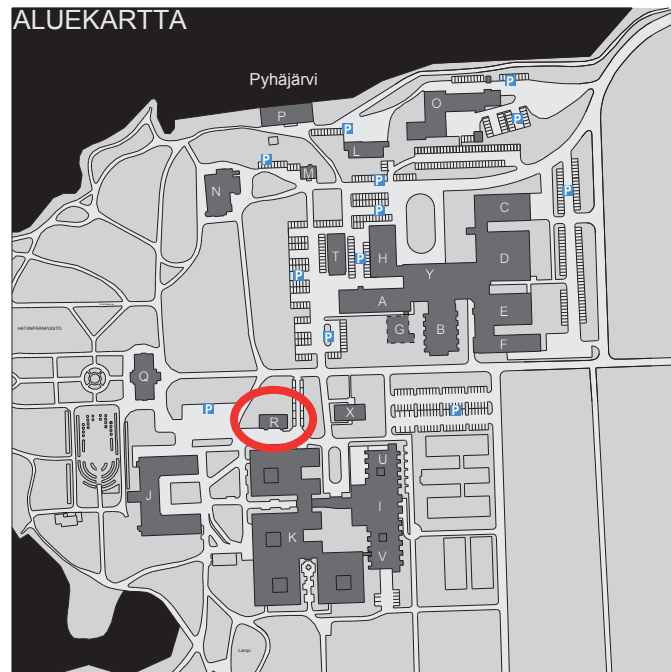 ALUEKARTTA
Pyhäjärvi
P
O
P
P
P
L
P
M
N
P
P
P
C
T
P
H
Y
D
P
A
E
G
B
P
F
HATANPÄÄNPUISTO
Q
P
R
X
P
U
J
I
K
V
Lampi